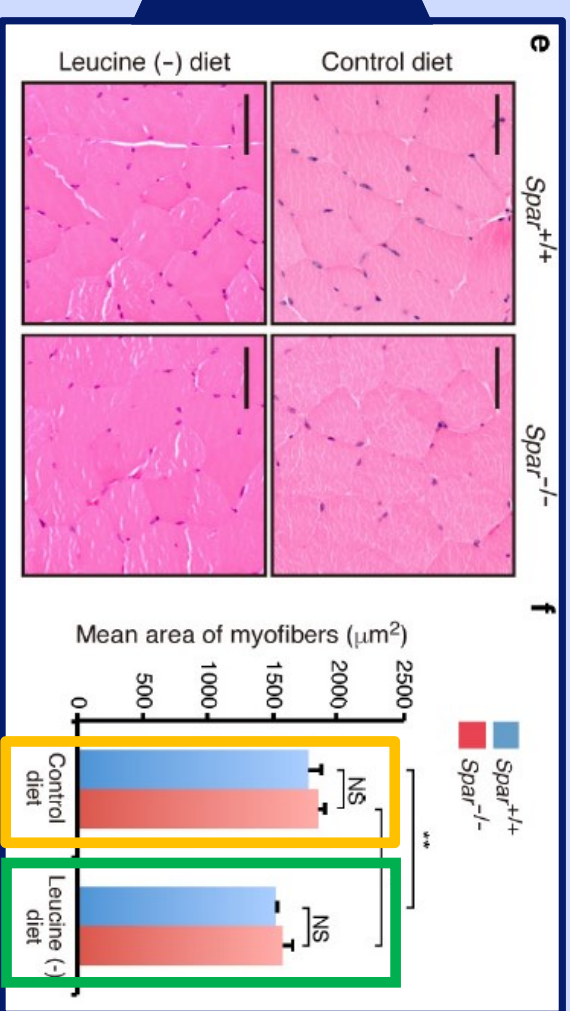 e
Spar+/+
Spar−/−
Control diet
Leucine (-) diet
f
Spar+/+
Spar−/−
Mean area of myofibers (μm2)
2500
2000
1500
1000
500
0
**
NS
NS
Control
diet
Leucine (-)
diet